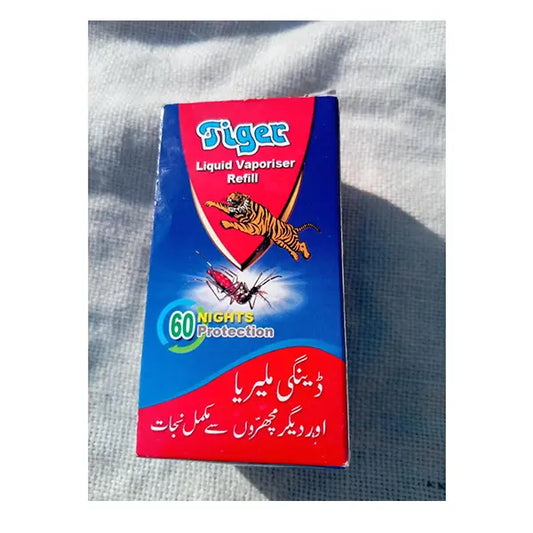 Tiger
Liquid Vaporiser
Refill
60 NIGHTS
Protection
ڈینگی ملیریا
اور دیگر مچھروں سے مکمل نجات